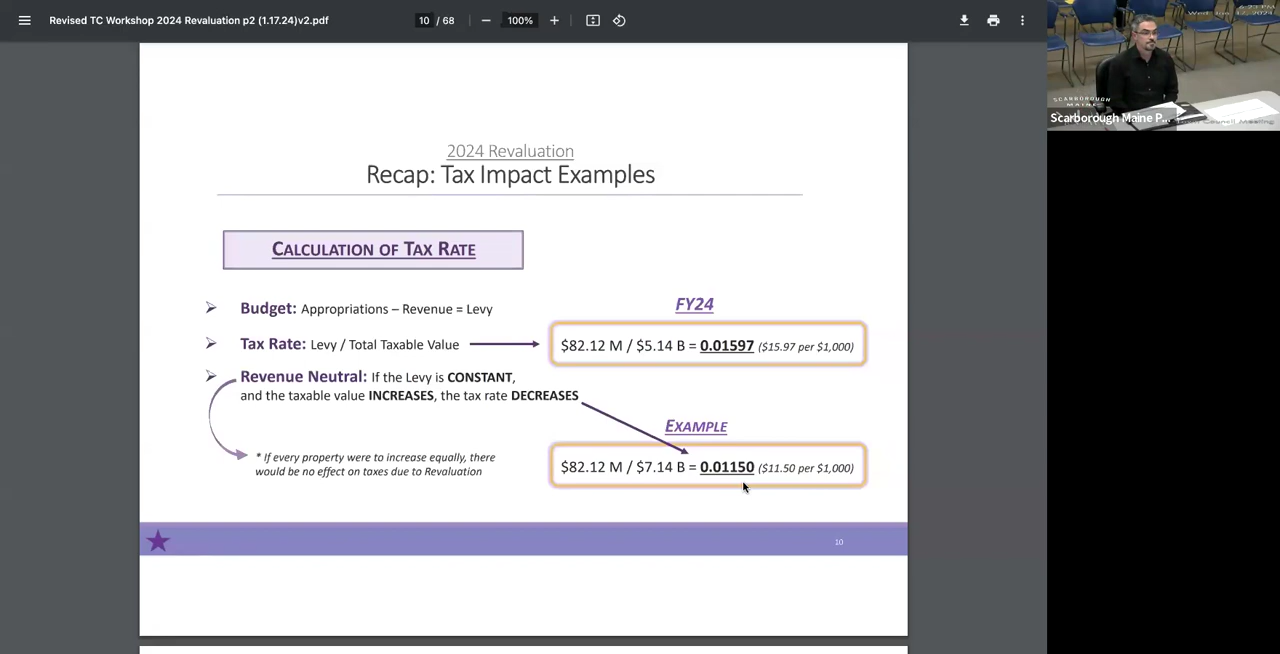 Revised TC Workshop 2024 Revaluation p2 (1.17.24)v2.pdf
10 / 68
100%
SCARBOROUGH
MAINE
Scarborough Maine P...
2024 Revaluation
Recap: Tax Impact Examples
CALCULATION OF TAX RATE
Budget: Appropriations – Revenue = Levy
FY24
Tax Rate: Levy / Total Taxable Value
$82.12 M / $5.14 B = 0.01597 ($15.97 per $1,000)
Revenue Neutral: If the Levy is CONSTANT,
and the taxable value INCREASES, the tax rate DECREASES
EXAMPLE
* If every property were to increase equally, there
would be no effect on taxes due to Revaluation
$82.12 M / $7.14 B = 0.01150 ($11.50 per $1,000)
10